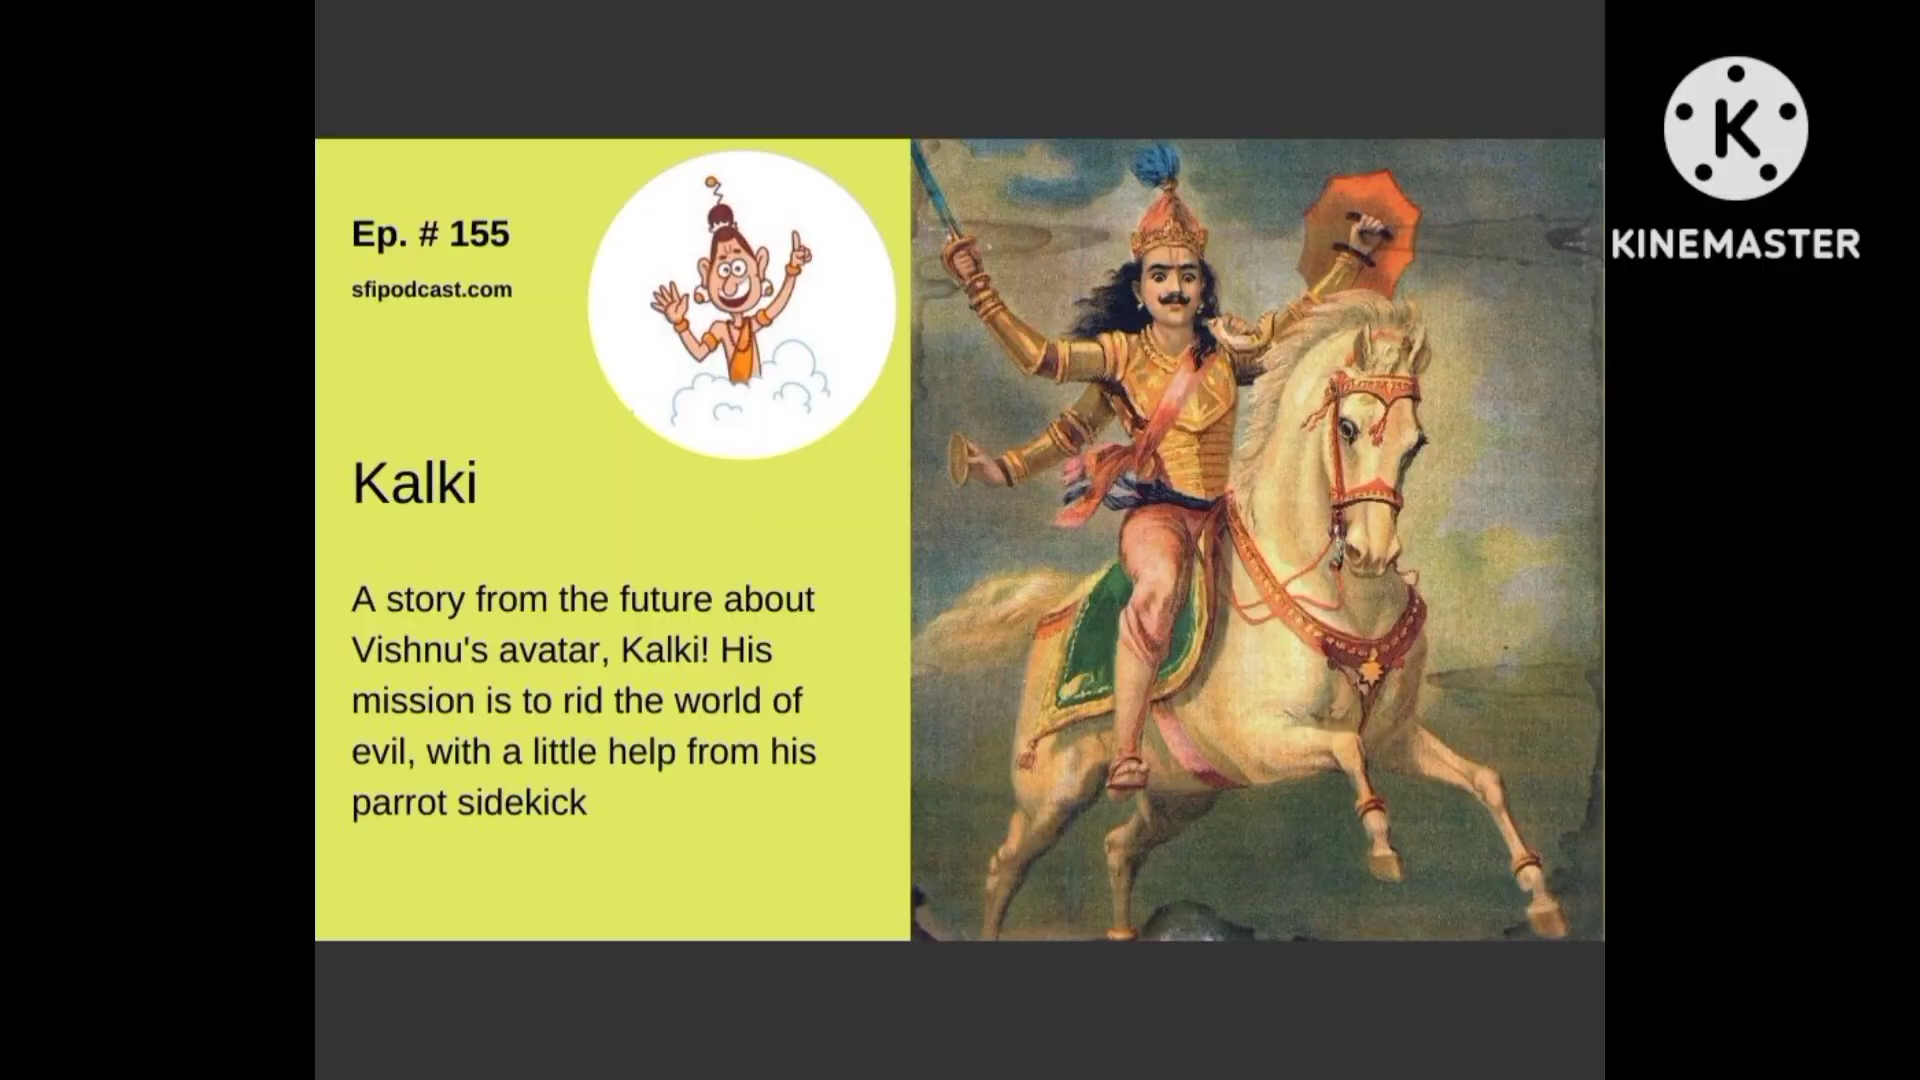 Ep. # 155
sfipodcast.com
Kalki
A story from the future about
Vishnu's avatar, Kalki! His
mission is to rid the world of
evil, with a little help from his
parrot sidekick
K
KINEMASTER